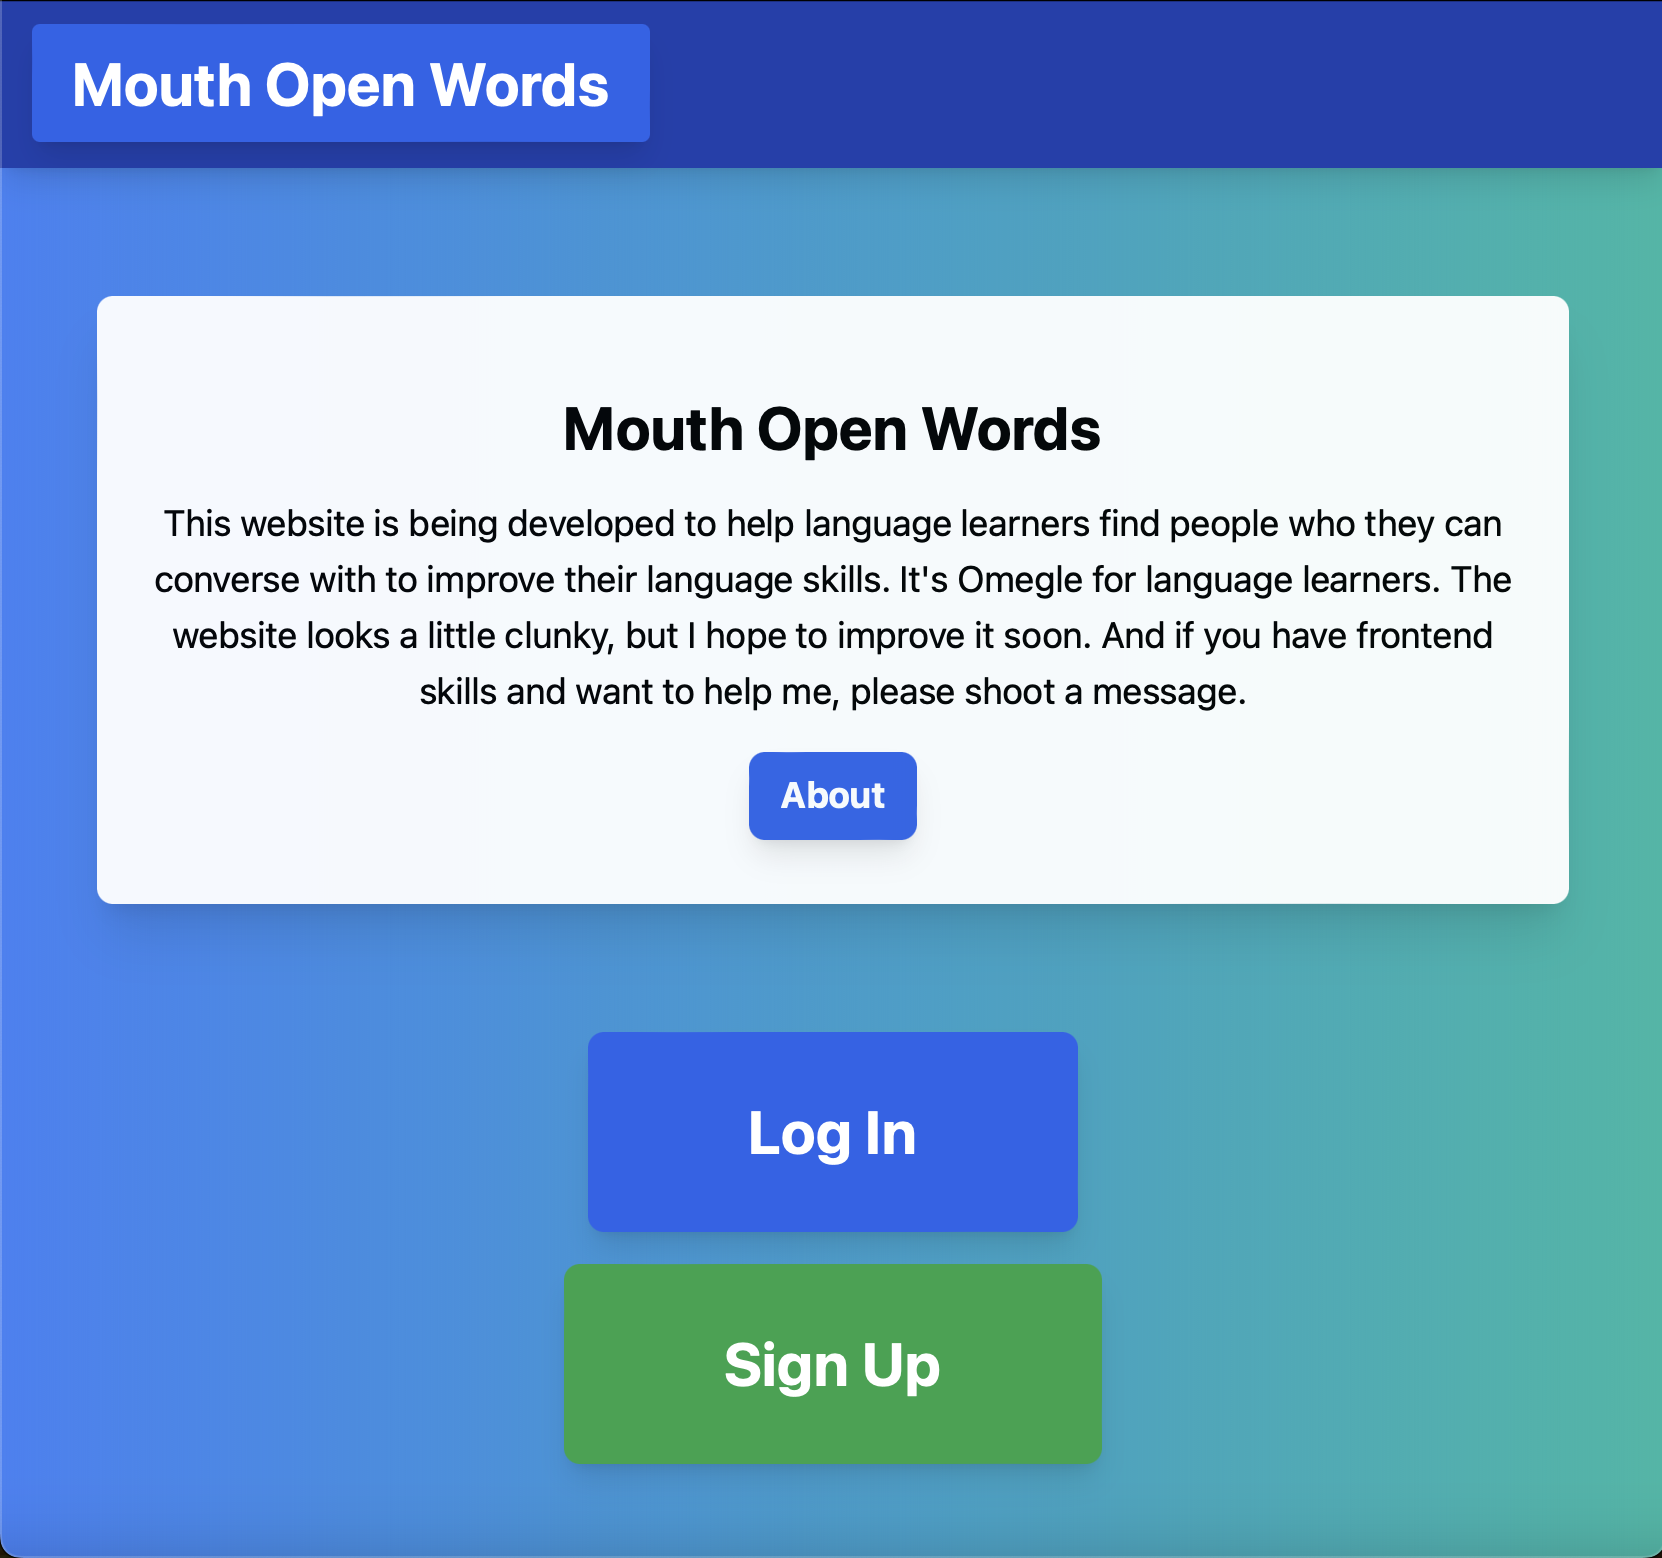 Mouth Open Words
Mouth Open Words
This website is being developed to help language learners find people who they can
converse with to improve their language skills. It's Omegle for language learners. The
website looks a little clunky, but I hope to improve it soon. And if you have frontend
skills and want to help me, please shoot a message.
About
Log In
Sign Up